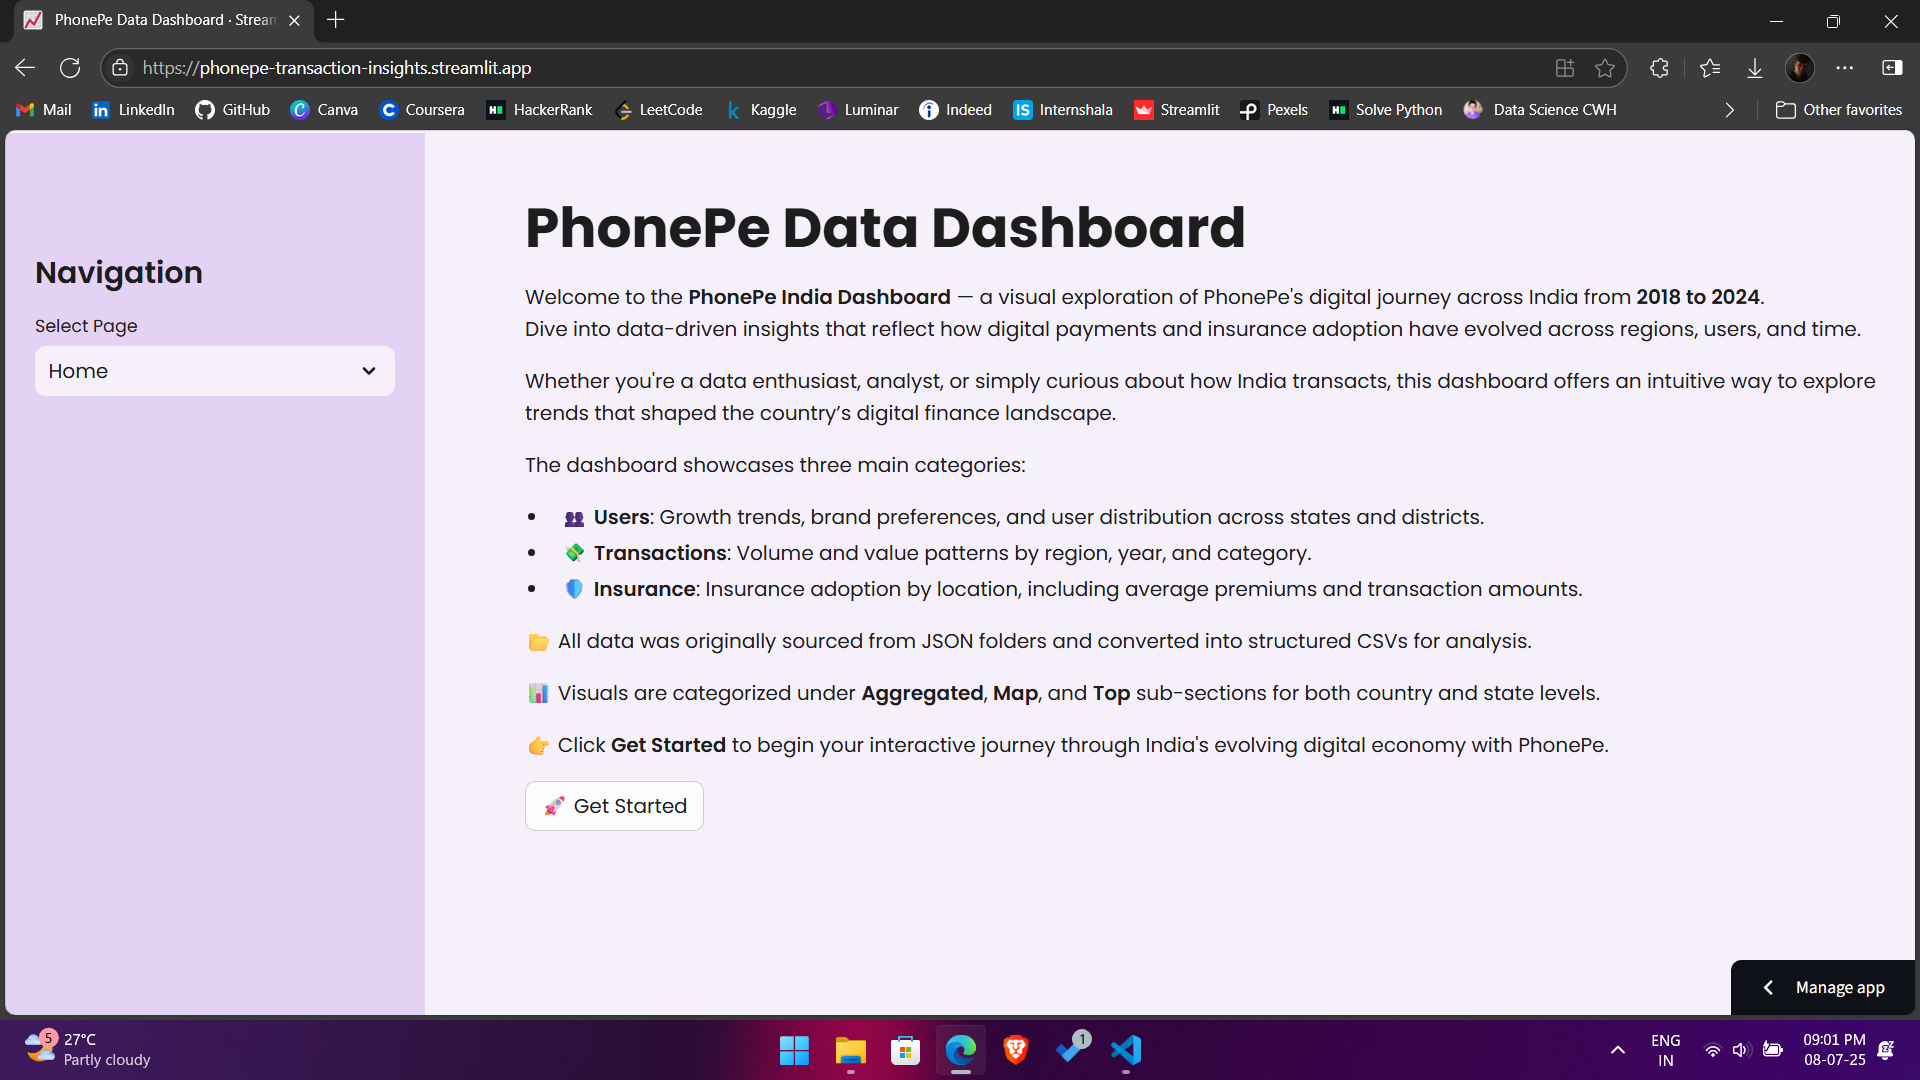 PhonePe Data Dashboard · Stream
https://phonepe-transaction-insights.streamlit.app
Mail LinkedIn GitHub Canva Coursera HackerRank LeetCode Kaggle Luminar Indeed Internshala Streamlit Pexels Solve Python Data Science CWH Other favorites
Navigation
Select Page
Home
PhonePe Data Dashboard
Welcome to the PhonePe India Dashboard — a visual exploration of PhonePe's digital journey across India from 2018 to 2024.
Dive into data-driven insights that reflect how digital payments and insurance adoption have evolved across regions, users, and time.
Whether you're a data enthusiast, analyst, or simply curious about how India transacts, this dashboard offers an intuitive way to explore
trends that shaped the country’s digital finance landscape.
The dashboard showcases three main categories:
• 👥 Users: Growth trends, brand preferences, and user distribution across states and districts.
• 💸 Transactions: Volume and value patterns by region, year, and category.
• 🛡️ Insurance: Insurance adoption by location, including average premiums and transaction amounts.
📂 All data was originally sourced from JSON folders and converted into structured CSVs for analysis.
📊 Visuals are categorized under Aggregated, Map, and Top sub-sections for both country and state levels.
👉 Click Get Started to begin your interactive journey through India's evolving digital economy with PhonePe.
🚀 Get Started
Manage app
5
27°C
Partly cloudy
1
ENG
IN
09:01 PM
08-07-25